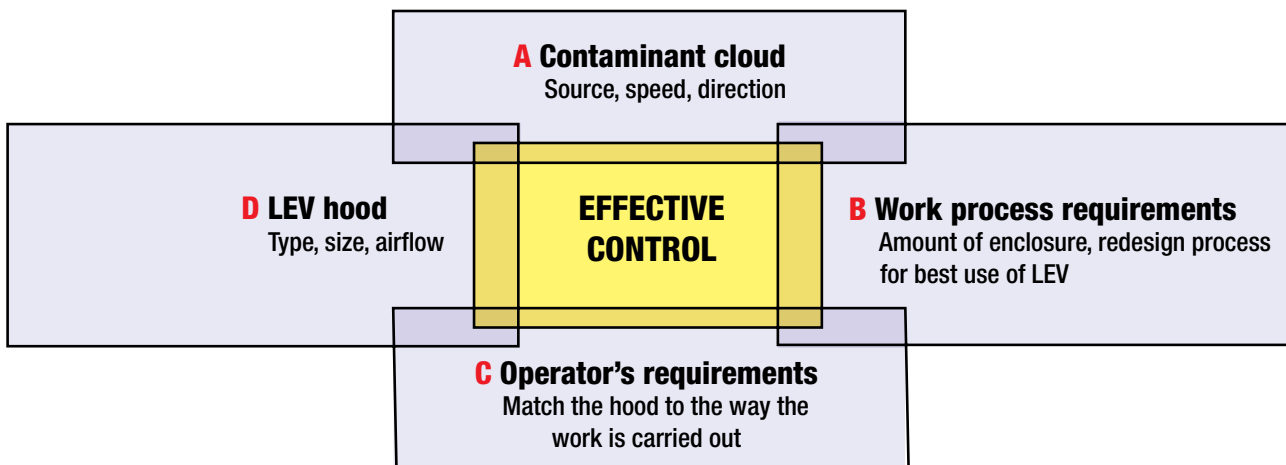 A Contaminant cloud
Source, speed, direction
D LEV hood
Type, size, airflow
EFFECTIVE
CONTROL
B Work process requirements
Amount of enclosure, redesign process
for best use of LEV
C Operator’s requirements
Match the hood to the way the
work is carried out